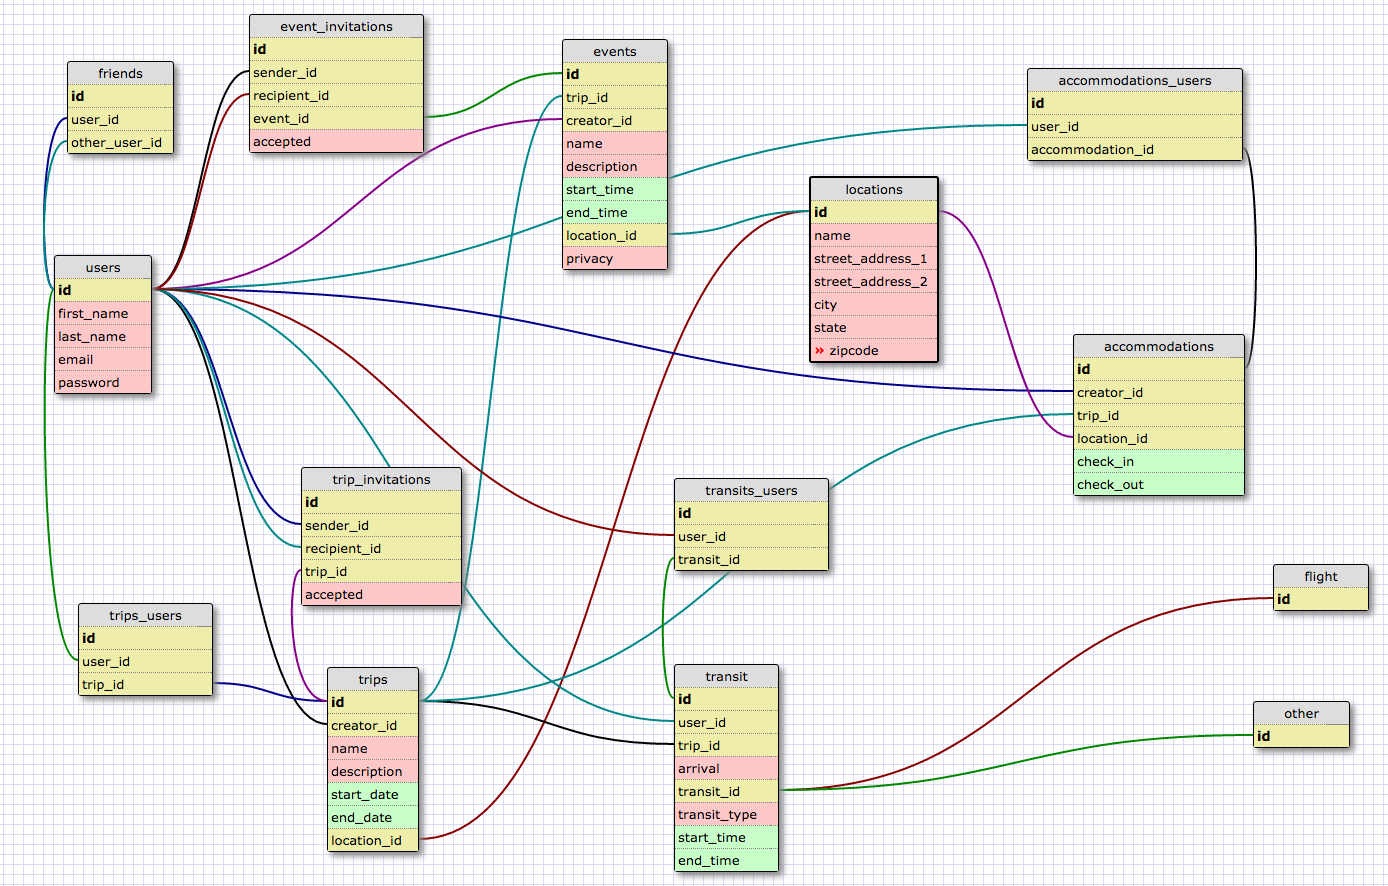 event_invitations
id
sender_id
recipient_id
event_id
accepted
events
id
trip_id
creator_id
name
description
start_time
end_time
location_id
privacy
friends
id
user_id
other_user_id
accommodations_users
id
user_id
accommodation_id
locations
id
name
street_address_1
street_address_2
city
state
» zipcode
users
id
first_name
last_name
email
password
accommodations
id
creator_id
trip_id
location_id
check_in
check_out
trip_invitations
id
sender_id
recipient_id
trip_id
accepted
transits_users
id
user_id
transit_id
flight
id
trips_users
id
user_id
trip_id
trips
id
creator_id
name
description
start_date
end_date
location_id
transit
id
user_id
trip_id
arrival
transit_id
transit_type
start_time
end_time
other
id